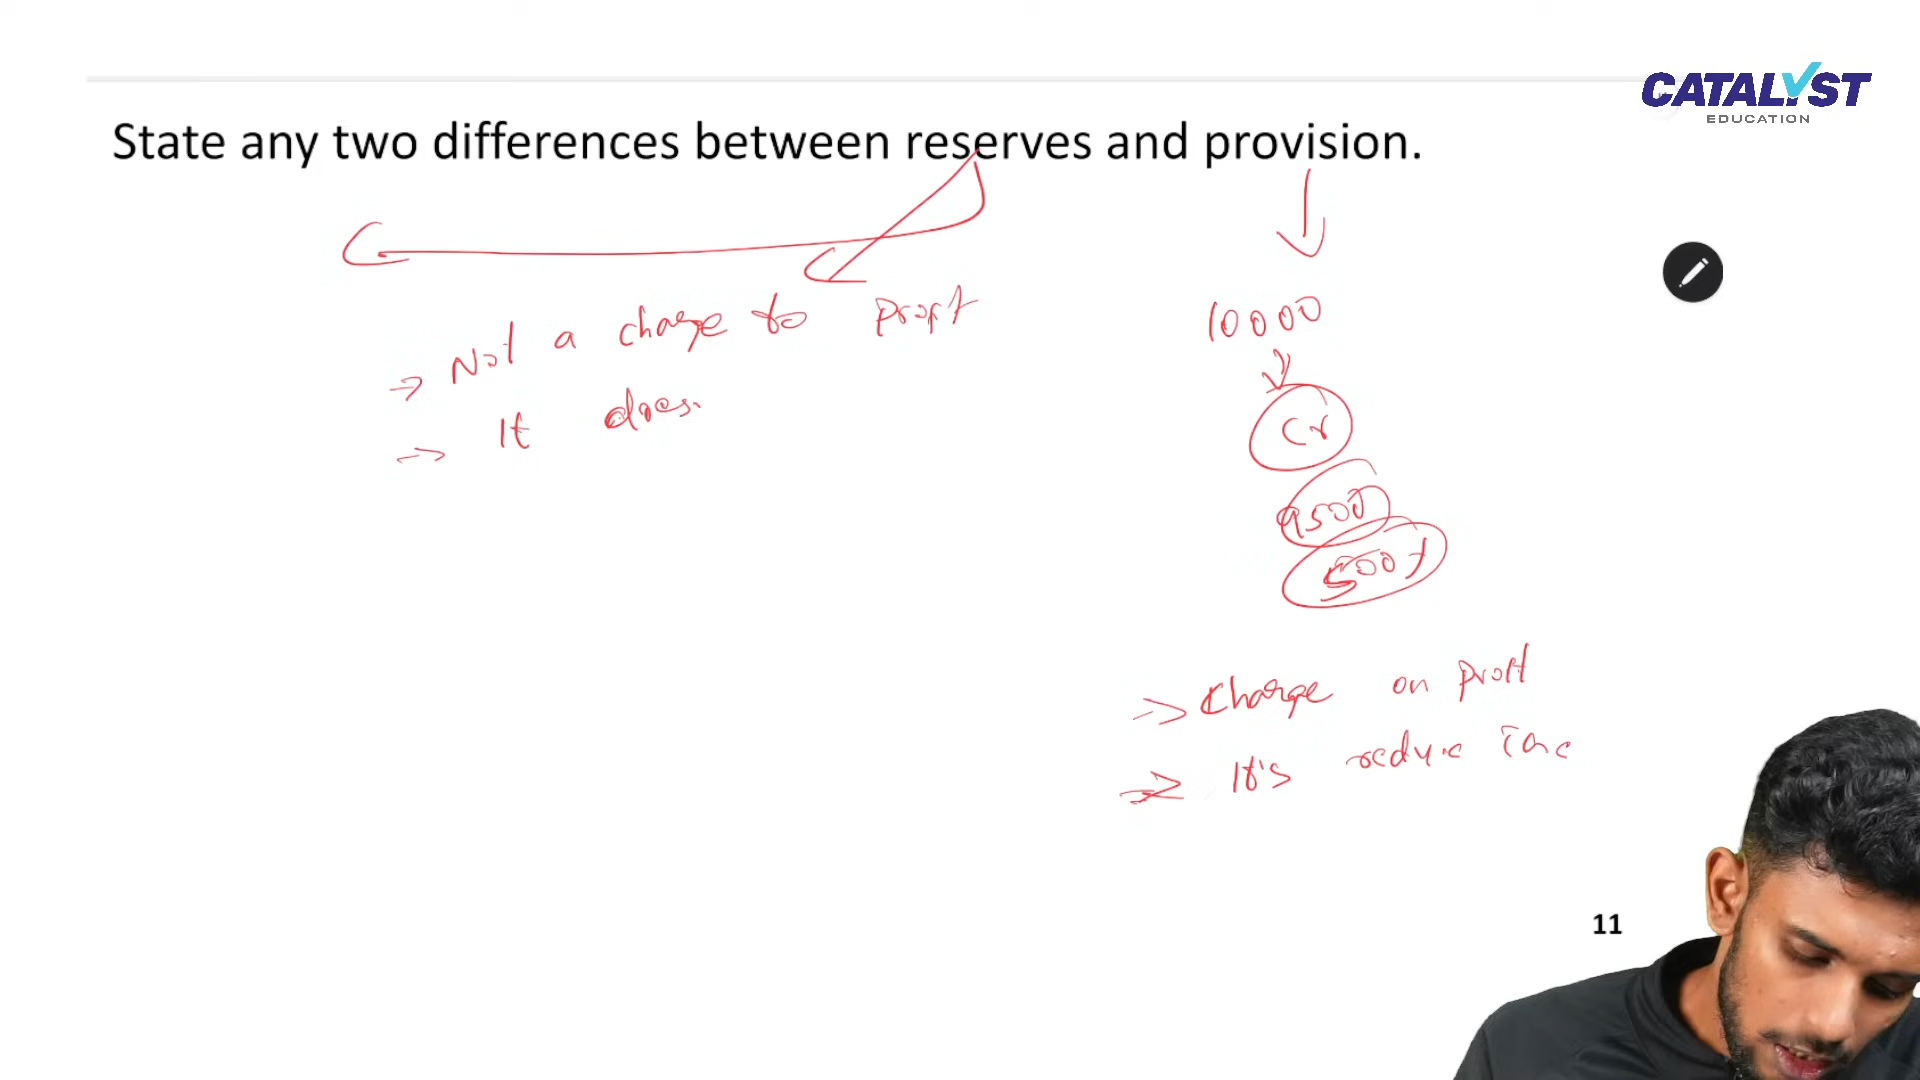 CATALYST
EDUCATION
State any two differences between reserves and provision.
→ Not a charge to profit
→ It does.
10000
Cr
9500
500
→ Charge on profit
→ It's reduce
11